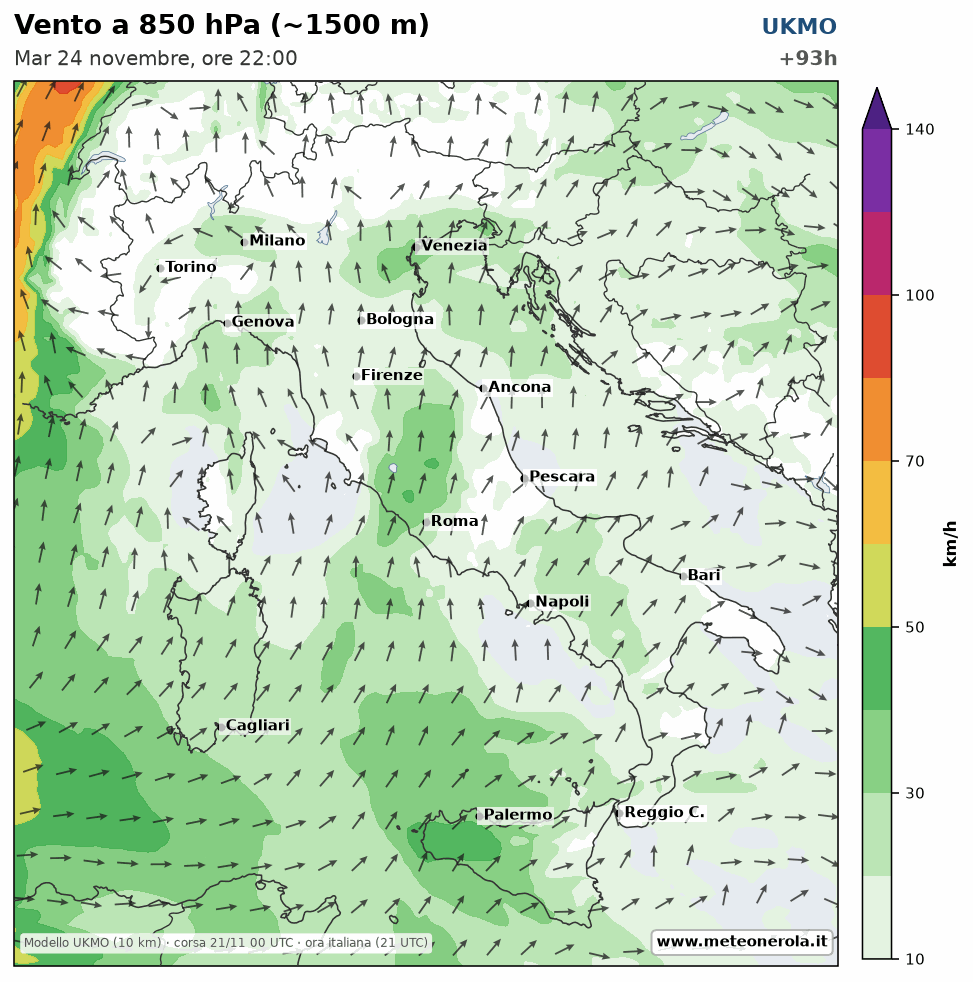 Vento a 850 hPa (~1500 m)
UKMO
Mar 24 novembre, ore 22:00
+93h
Milano
Venezia
Torino
Bologna
Genova
Firenze
Ancona
Pescara
Roma
Bari
Napoli
Cagliari
Palermo
Reggio C.
Modello UKMO (10 km) · corsa 21/11 00 UTC · ora italiana (21 UTC)
www.meteonerola.it
140
100
70
50
30
10
km/h